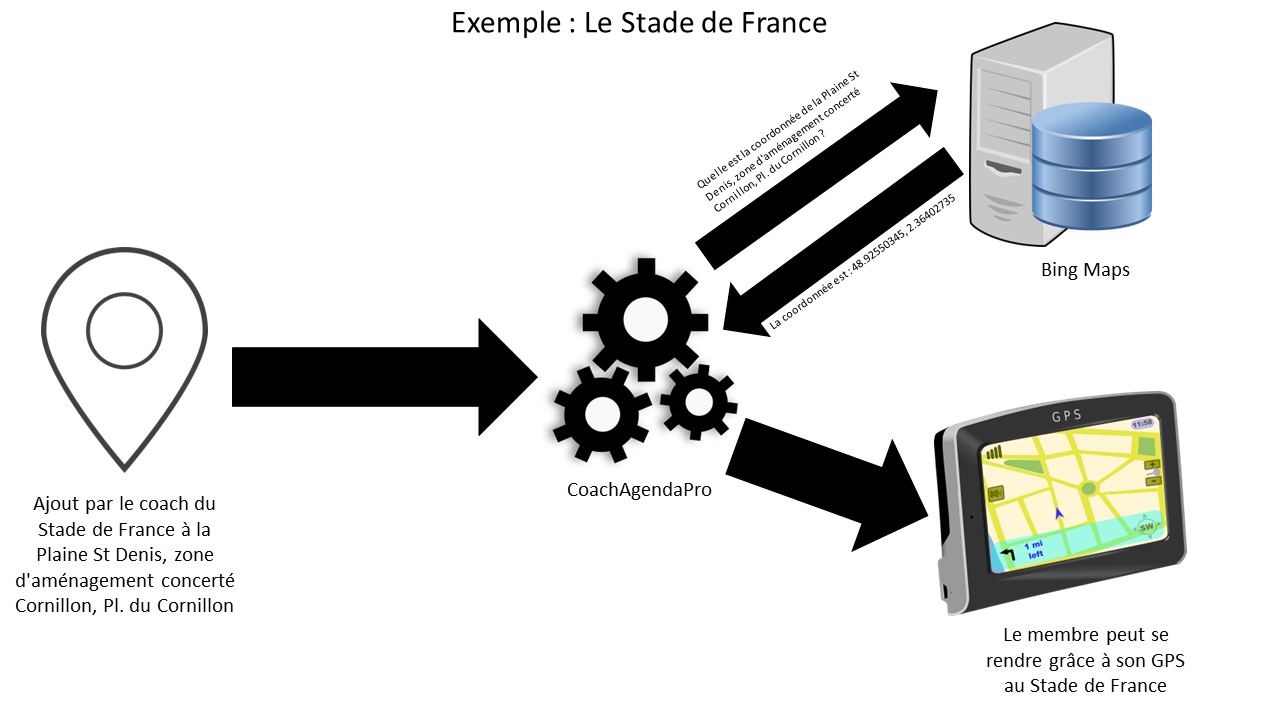 Exemple : Le Stade de France
Quelle est la coordonnée de la Plaine St
Denis, zone d'aménagement concerté
Cornillon, Pl. du Cornillon ?
La coordonnée est : 48.92550345, 2.36402735
Bing Maps
Ajout par le coach du
Stade de France à la
Plaine St Denis, zone
d'aménagement concerté
Cornillon, Pl. du Cornillon
CoachAgendaPro
GPS
11:58
+
−
SW
1 mi
left
Le membre peut se
rendre grâce à son GPS
au Stade de France